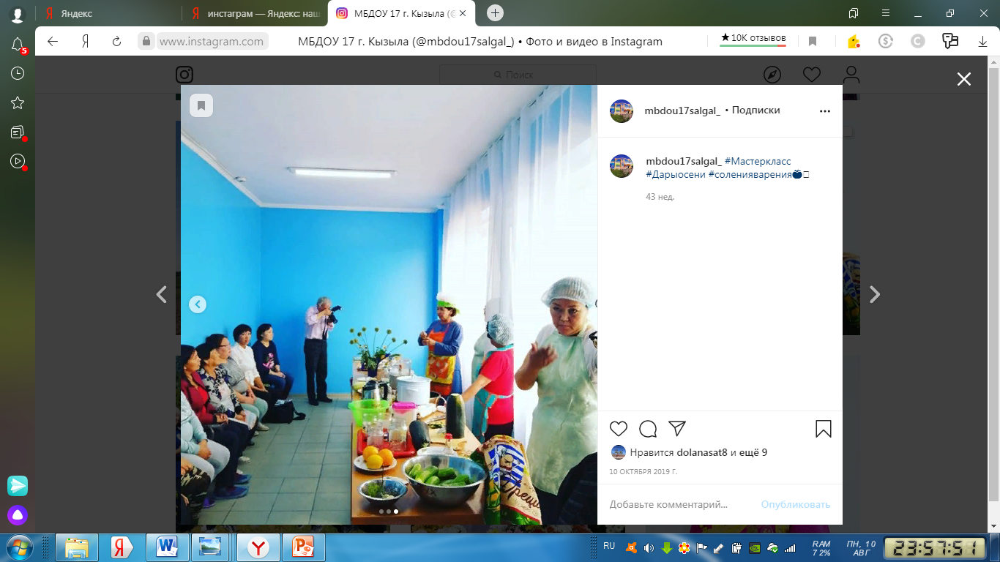 Яндекс
инстаграм — Яндекс: наш
МБДОУ 17 г. Кызыла (@
www.instagram.com
МБДОУ 17 г. Кызыла (@mbdou17salgal_) • Фото и видео в Instagram
★10K отзывов
5
Поиск
mbdou17salgal_ • Подписки
mbdou17salgal_ #Мастеркласс
#Дарыосени #соленияварения
43 нед.
Нравится dolanasat8 и ещё 9
10 ОКТЯБРЯ 2019 Г.
Добавьте комментарий...
Опубликовать
RU
RAM
72%
ПН, 10
АВГ
23:57:51